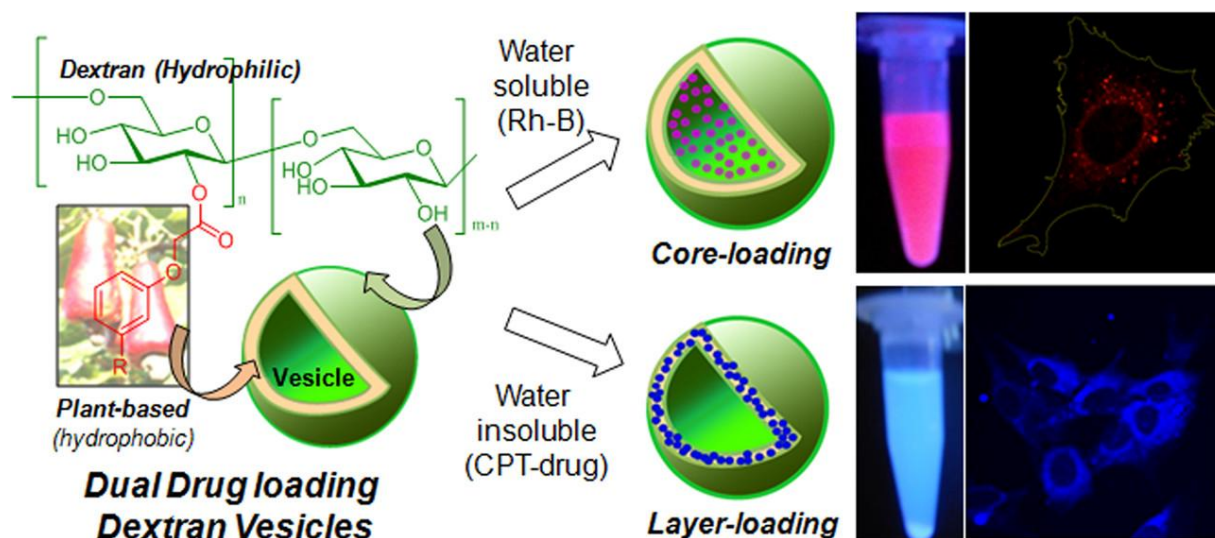 Dextran (Hydrophilic)
O
O
HO
HO
O
n
O
O
R
O
O
HO
HO
OH
m-n
Plant-based
(hydrophobic)
Vesicle
Dual Drug loading
Dextran Vesicles
Water
soluble
(Rh-B)
Core-loading
Water
insoluble
(CPT-drug)
Layer-loading